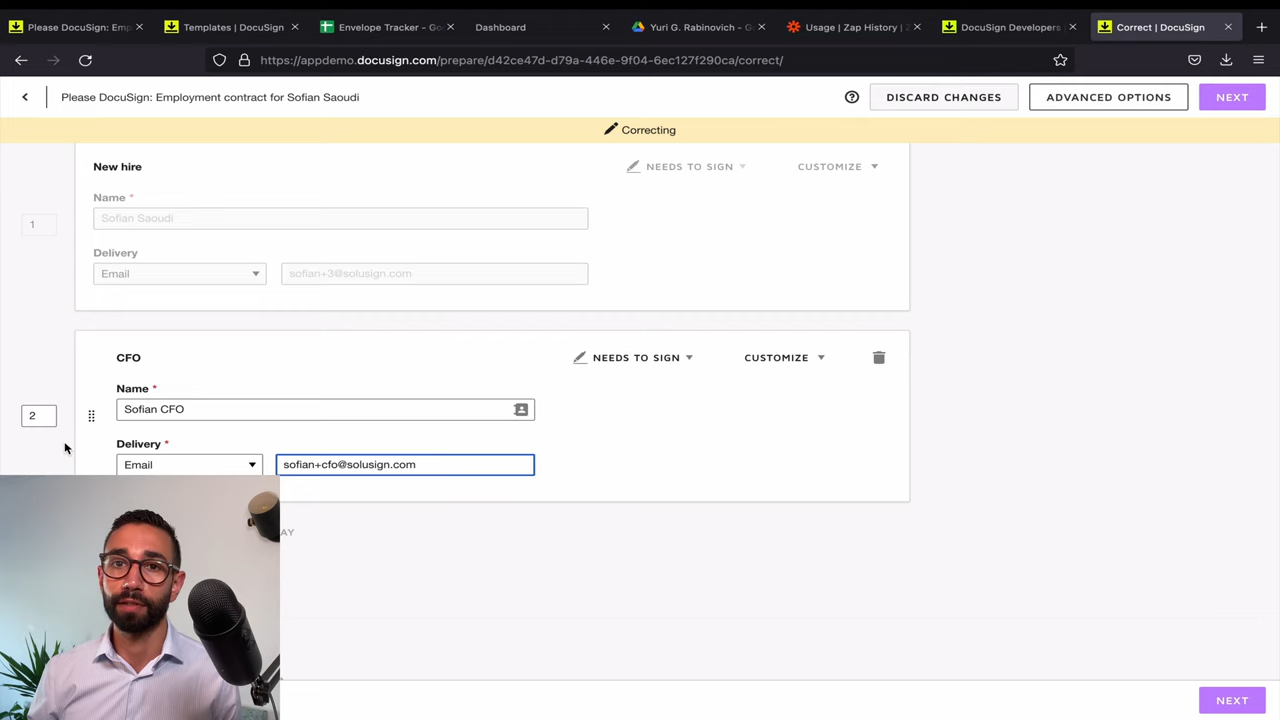 Please DocuSign: Emp
Templates | DocuSign
Envelope Tracker - Go
Dashboard
Yuri G. Rabinovich - G
Usage | Zap History | Z
DocuSign Developers
Correct | DocuSign
https://appdemo.docusign.com/prepare/d42ce47d-d79a-446e-9f04-6ec127f290ca/correct/
Please DocuSign: Employment contract for Sofian Saoudi
DISCARD CHANGES
ADVANCED OPTIONS
NEXT
Correcting
New hire
NEEDS TO SIGN
CUSTOMIZE
Name *
1
Sofian Saoudi
Delivery
Email
sofian+3@solusign.com
CFO
NEEDS TO SIGN
CUSTOMIZE
Name *
2
Sofian CFO
Delivery *
Email
sofian+cfo@solusign.com
AY
NEXT